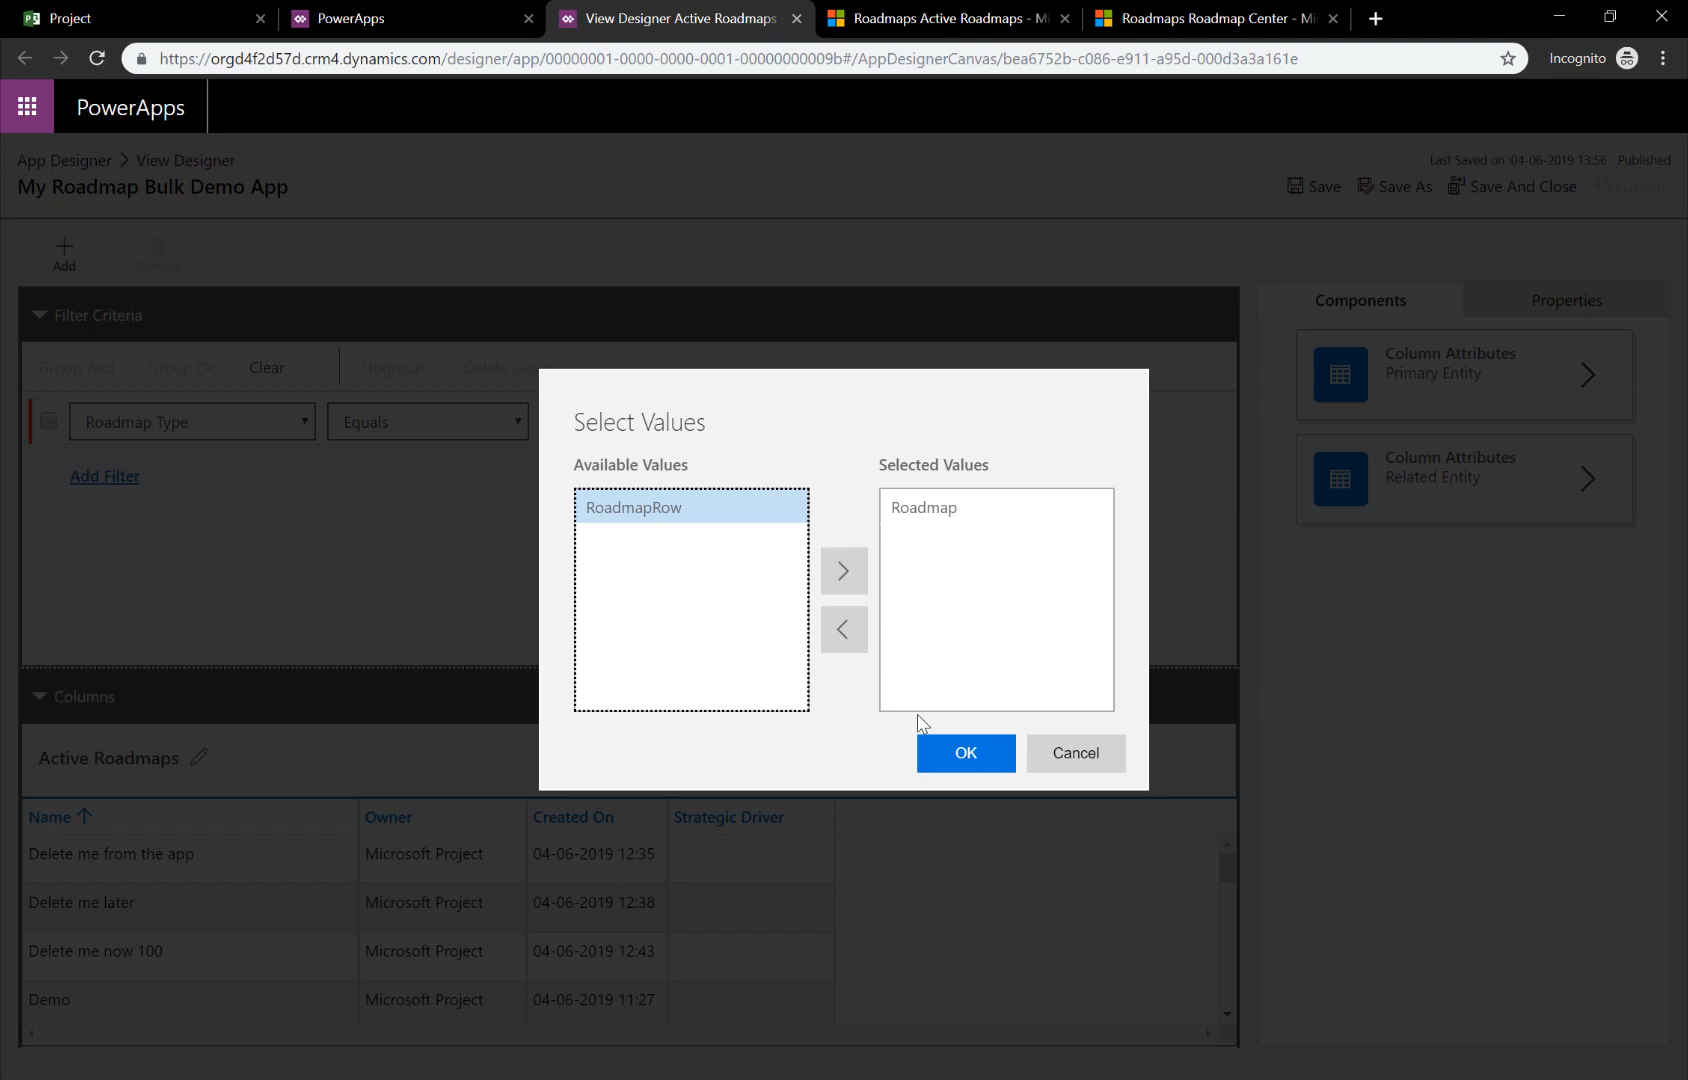 Project
PowerApps
View Designer Active Roadmaps
Roadmaps Active Roadmaps - Mi
Roadmaps Roadmap Center - Mi
https://orgd4f2d57d.crm4.dynamics.com/designer/app/00000001-0000-0000-0001-00000000009b#/AppDesignerCanvas/bea6752b-c086-e911-a95d-000d3a3a161e
Incognito
PowerApps
App Designer > View Designer
My Roadmap Bulk Demo App
Last Saved on :04-06-2019 13:56 Published
Save
Save As
Save And Close
Publish
Add
Remove
Filter Criteria
Group And
Group Or
Clear
Ungroup
Delete Gro
Roadmap Type
Equals
Add Filter
Select Values
Available Values
Selected Values
RoadmapRow
Roadmap
OK
Cancel
Components
Properties
Column Attributes
Primary Entity
Column Attributes
Related Entity
Columns
Active Roadmaps
Name
Owner
Created On
Strategic Driver
Delete me from the app
Microsoft Project
04-06-2019 12:35
Delete me later
Microsoft Project
04-06-2019 12:38
Delete me now 100
Microsoft Project
04-06-2019 12:43
Demo
Microsoft Project
04-06-2019 11:27